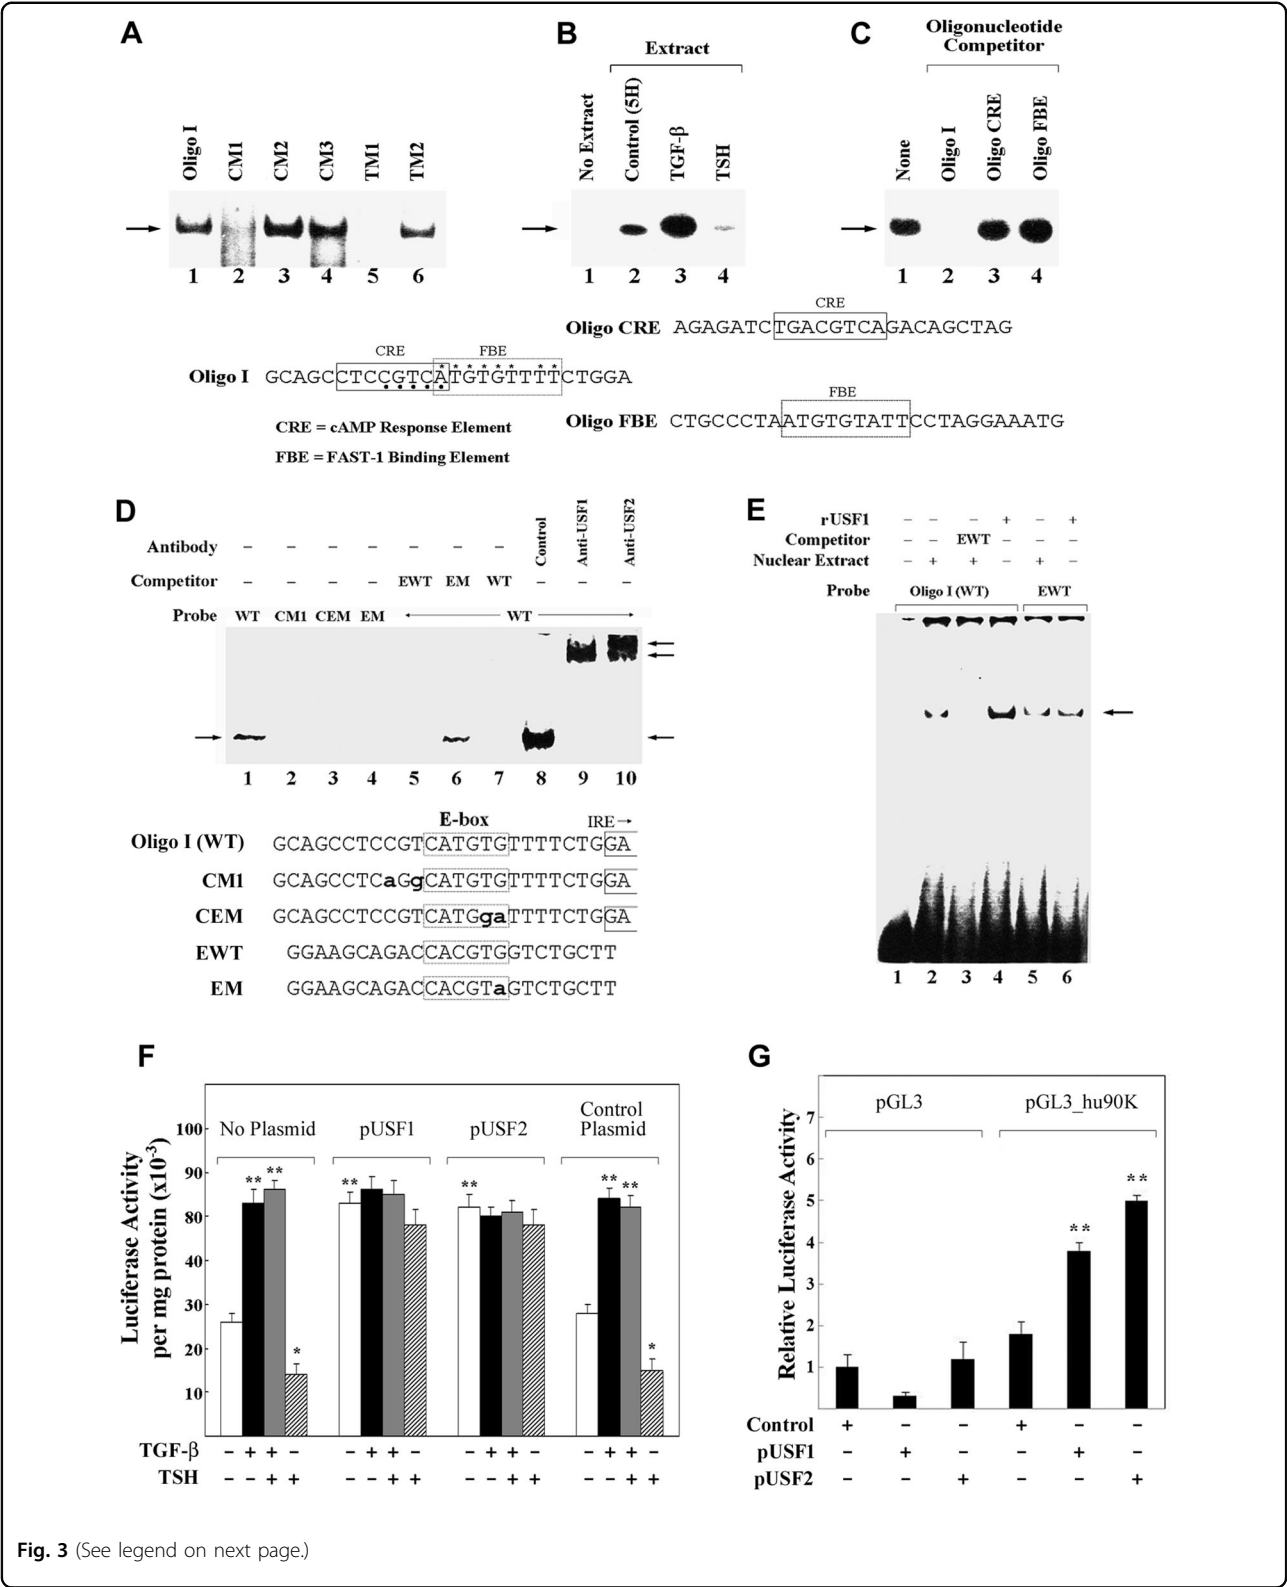 A
B
C
Extract
Oligonucleotide
Competitor
Oligo I
CM1
CM2
CM3
TM1
TM2
No Extract
Control (5H)
TGF-β
TSH
None
Oligo I
Oligo CRE
Oligo FBE
1 2 3 4 5 6
1 2 3 4
1 2 3 4
CRE
Oligo CRE AGAGATCTGACGTCAGACAGCTAG
CRE FBE
* * * * * * * *
Oligo I GCAGCCTCCGTCATGTGTTTTCTGGA
FBE
Oligo FBE CTGCCCTAATGTGTATTCCTAGGAAATG
CRE = cAMP Response Element
FBE = FAST-1 Binding Element
D
Control
Anti-USF1
Anti-USF2
Antibody – – – – – – –
Competitor – – – – EWT EM WT – – –
Probe WT CM1 CEM EM WT
1 2 3 4 5 6 7 8 9 10
E-box IRE→
Oligo I (WT) GCAGCCTCCGTCATGTGTTTTCTGGA
CM1 GCAGCCTCaGgCATGTGTTTTCTGGA
CEM GCAGCCTCCGTCATGgaTTTTCTGGA
EWT GGAAGCAGACCACGTGGTCTGCTT
EM GGAAGCAGACCACGTaGTCTGCTT
E
rUSF1 – – – + – +
Competitor EWT
Nuclear Extract – + + – + –
Probe Oligo I (WT) EWT
1 2 3 4 5 6
F
Luciferase Activity
per mg protein (x10-3)
100
90
80
40
30
20
10
No Plasmid
pUSF1
pUSF2
Control
Plasmid
** ** *
**
**
** ** *
TGF-β – + + – – + + – – + + – – + + –
TSH – – + + – – + + – – + + – – + +
G
Relative Luciferase Activity
7
6
5
4
3
2
1
pGL3
pGL3_hu90K
**
**
Control + – – + – –
pUSF1 – + – – + –
pUSF2 – – + – – +
Fig. 3 (See legend on next page.)